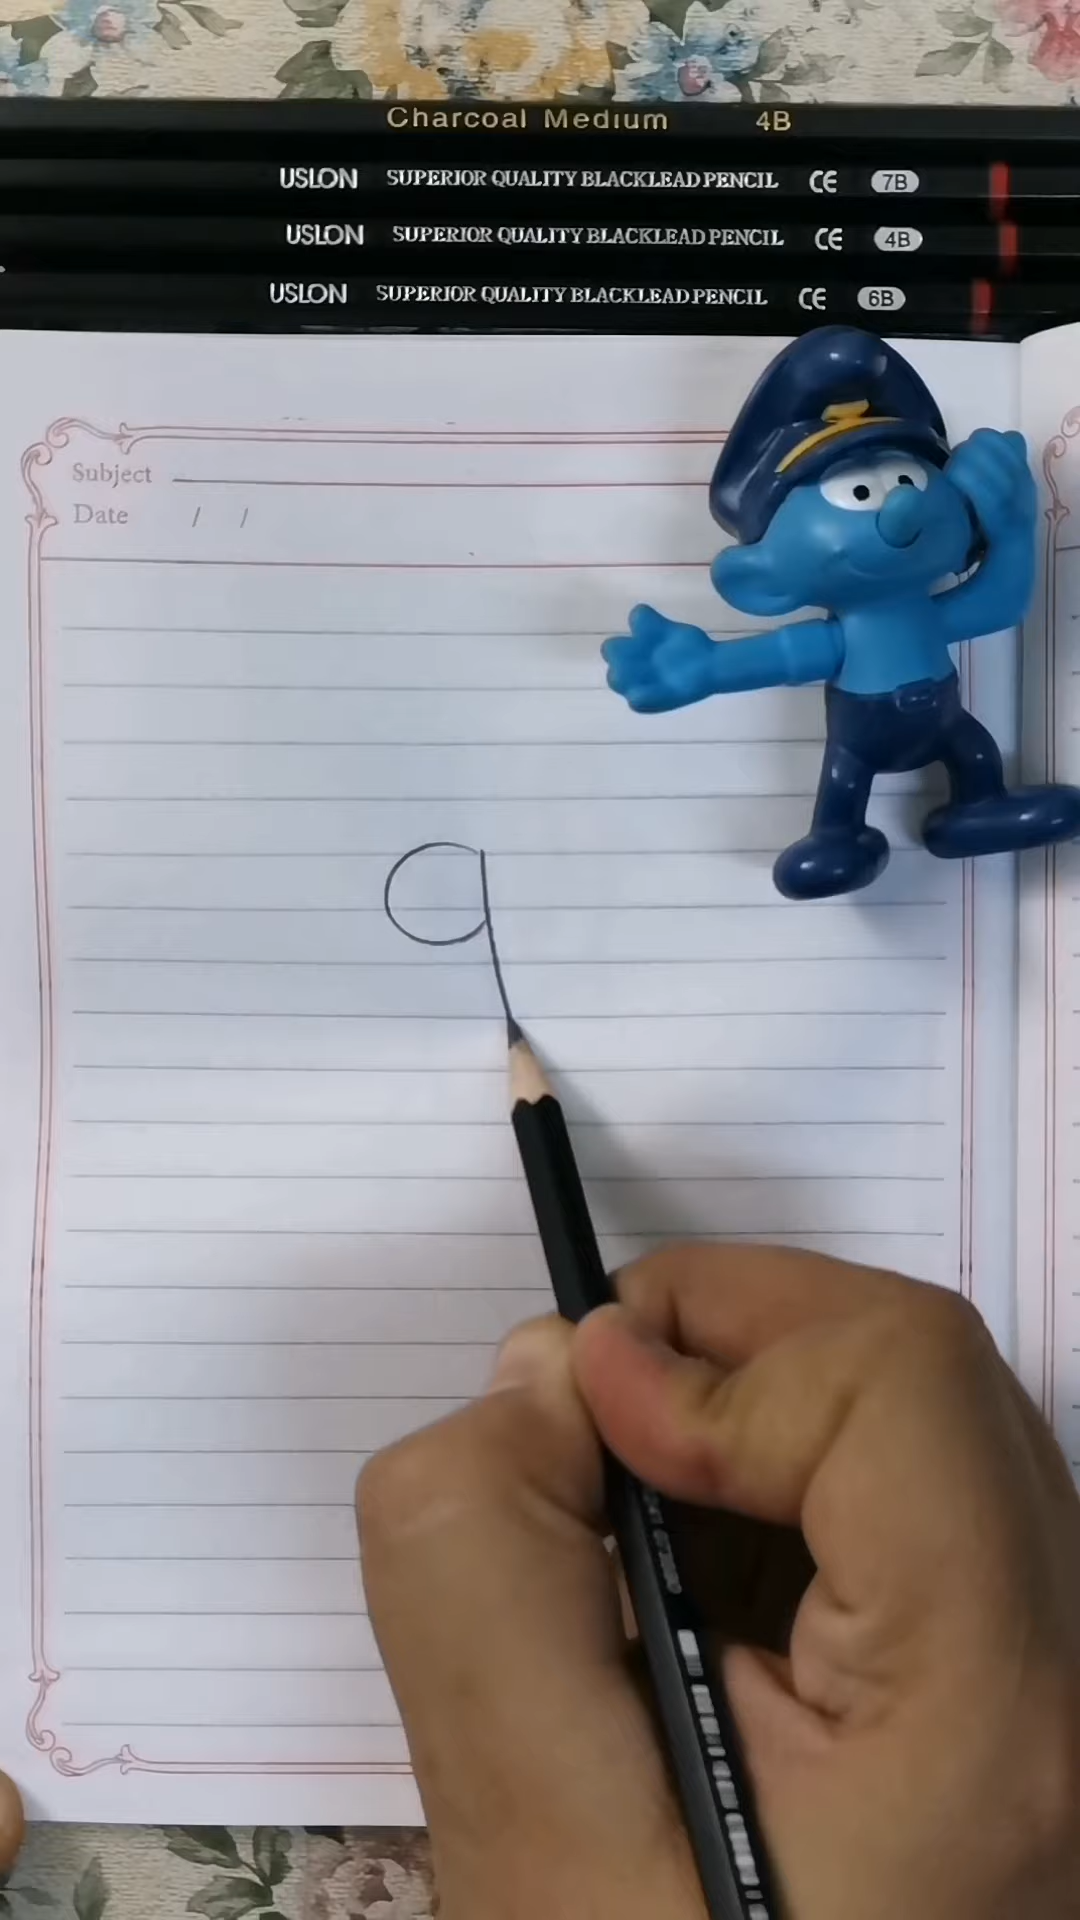 Charcoal Medium 4B
USLON SUPERIOR QUALITY BLACKLEAD PENCIL CE 7B
USLON SUPERIOR QUALITY BLACKLEAD PENCIL CE 4B
USLON SUPERIOR QUALITY BLACKLEAD PENCIL CE 6B
Subject
Date / /